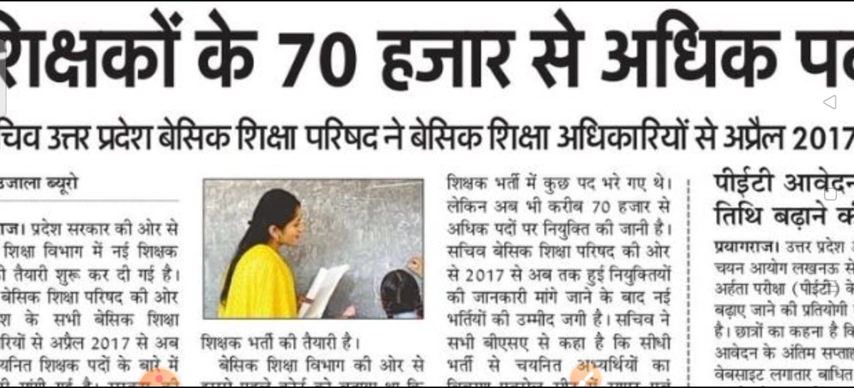 के 70 हजार से अधिक
उत्तर प्रदेश बेसिक शिक्षा परिषद ने बेसिक शिक्षा अधिकारियों से अप्रैल 2017
ब्यूरो
प्रदेश सरकार की ओर से
शिक्षा विभाग में नई शिक्षक
तैयारी शुरू कर दी गई है।
बेसिक शिक्षा परिषद की ओर
के सभी बेसिक शिक्षा
से अप्रैल 2017 से अब
शिक्षक पदों के बारे में
शिक्षक भर्ती की तैयारी है।
बेसिक शिक्षा विभाग की ओर से
शिक्षक भर्ती में कुछ पद भरे गए थे।
लेकिन अब भी करीब 70 हजार से
अधिक पदों पर नियुक्ति की जानी है।
सचिव बेसिक शिक्षा परिषद की ओर
से 2017 से अब तक हुई नियुक्तियों
की जानकारी मांगे जाने के बाद नई
भर्तियों की उम्मीद जगी है। सचिव ने
सभी बीएसए से कहा है कि सीधी
भर्ती से चयनित अभ्यर्थियों का
पीईटी आवेदन
तिथि बढ़ाने की
प्रयागराज। उत्तर प्रदेश
चयन आयोग लखनऊ से
अर्हता परीक्षा (पीईटी) के
बढ़ाए जाने की प्रतियोगी
है। छात्रों का कहना है कि
आवेदन के अंतिम सप्ताह
वेबसाइट लगातार बाधित